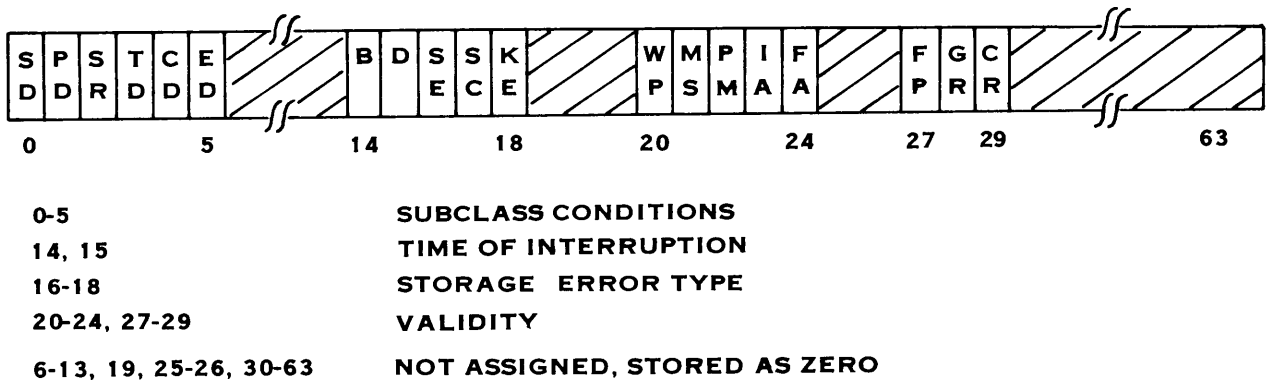 S P S T C E B D S S K W M P I F F G C
D D R D D D E C E P S M A A P R R
0 5 14 18 20 24 27 29 63
0-5 SUBCLASS CONDITIONS
14, 15 TIME OF INTERRUPTION
16-18 STORAGE ERROR TYPE
20-24, 27-29 VALIDITY
6-13, 19, 25-26, 30-63 NOT ASSIGNED, STORED AS ZERO